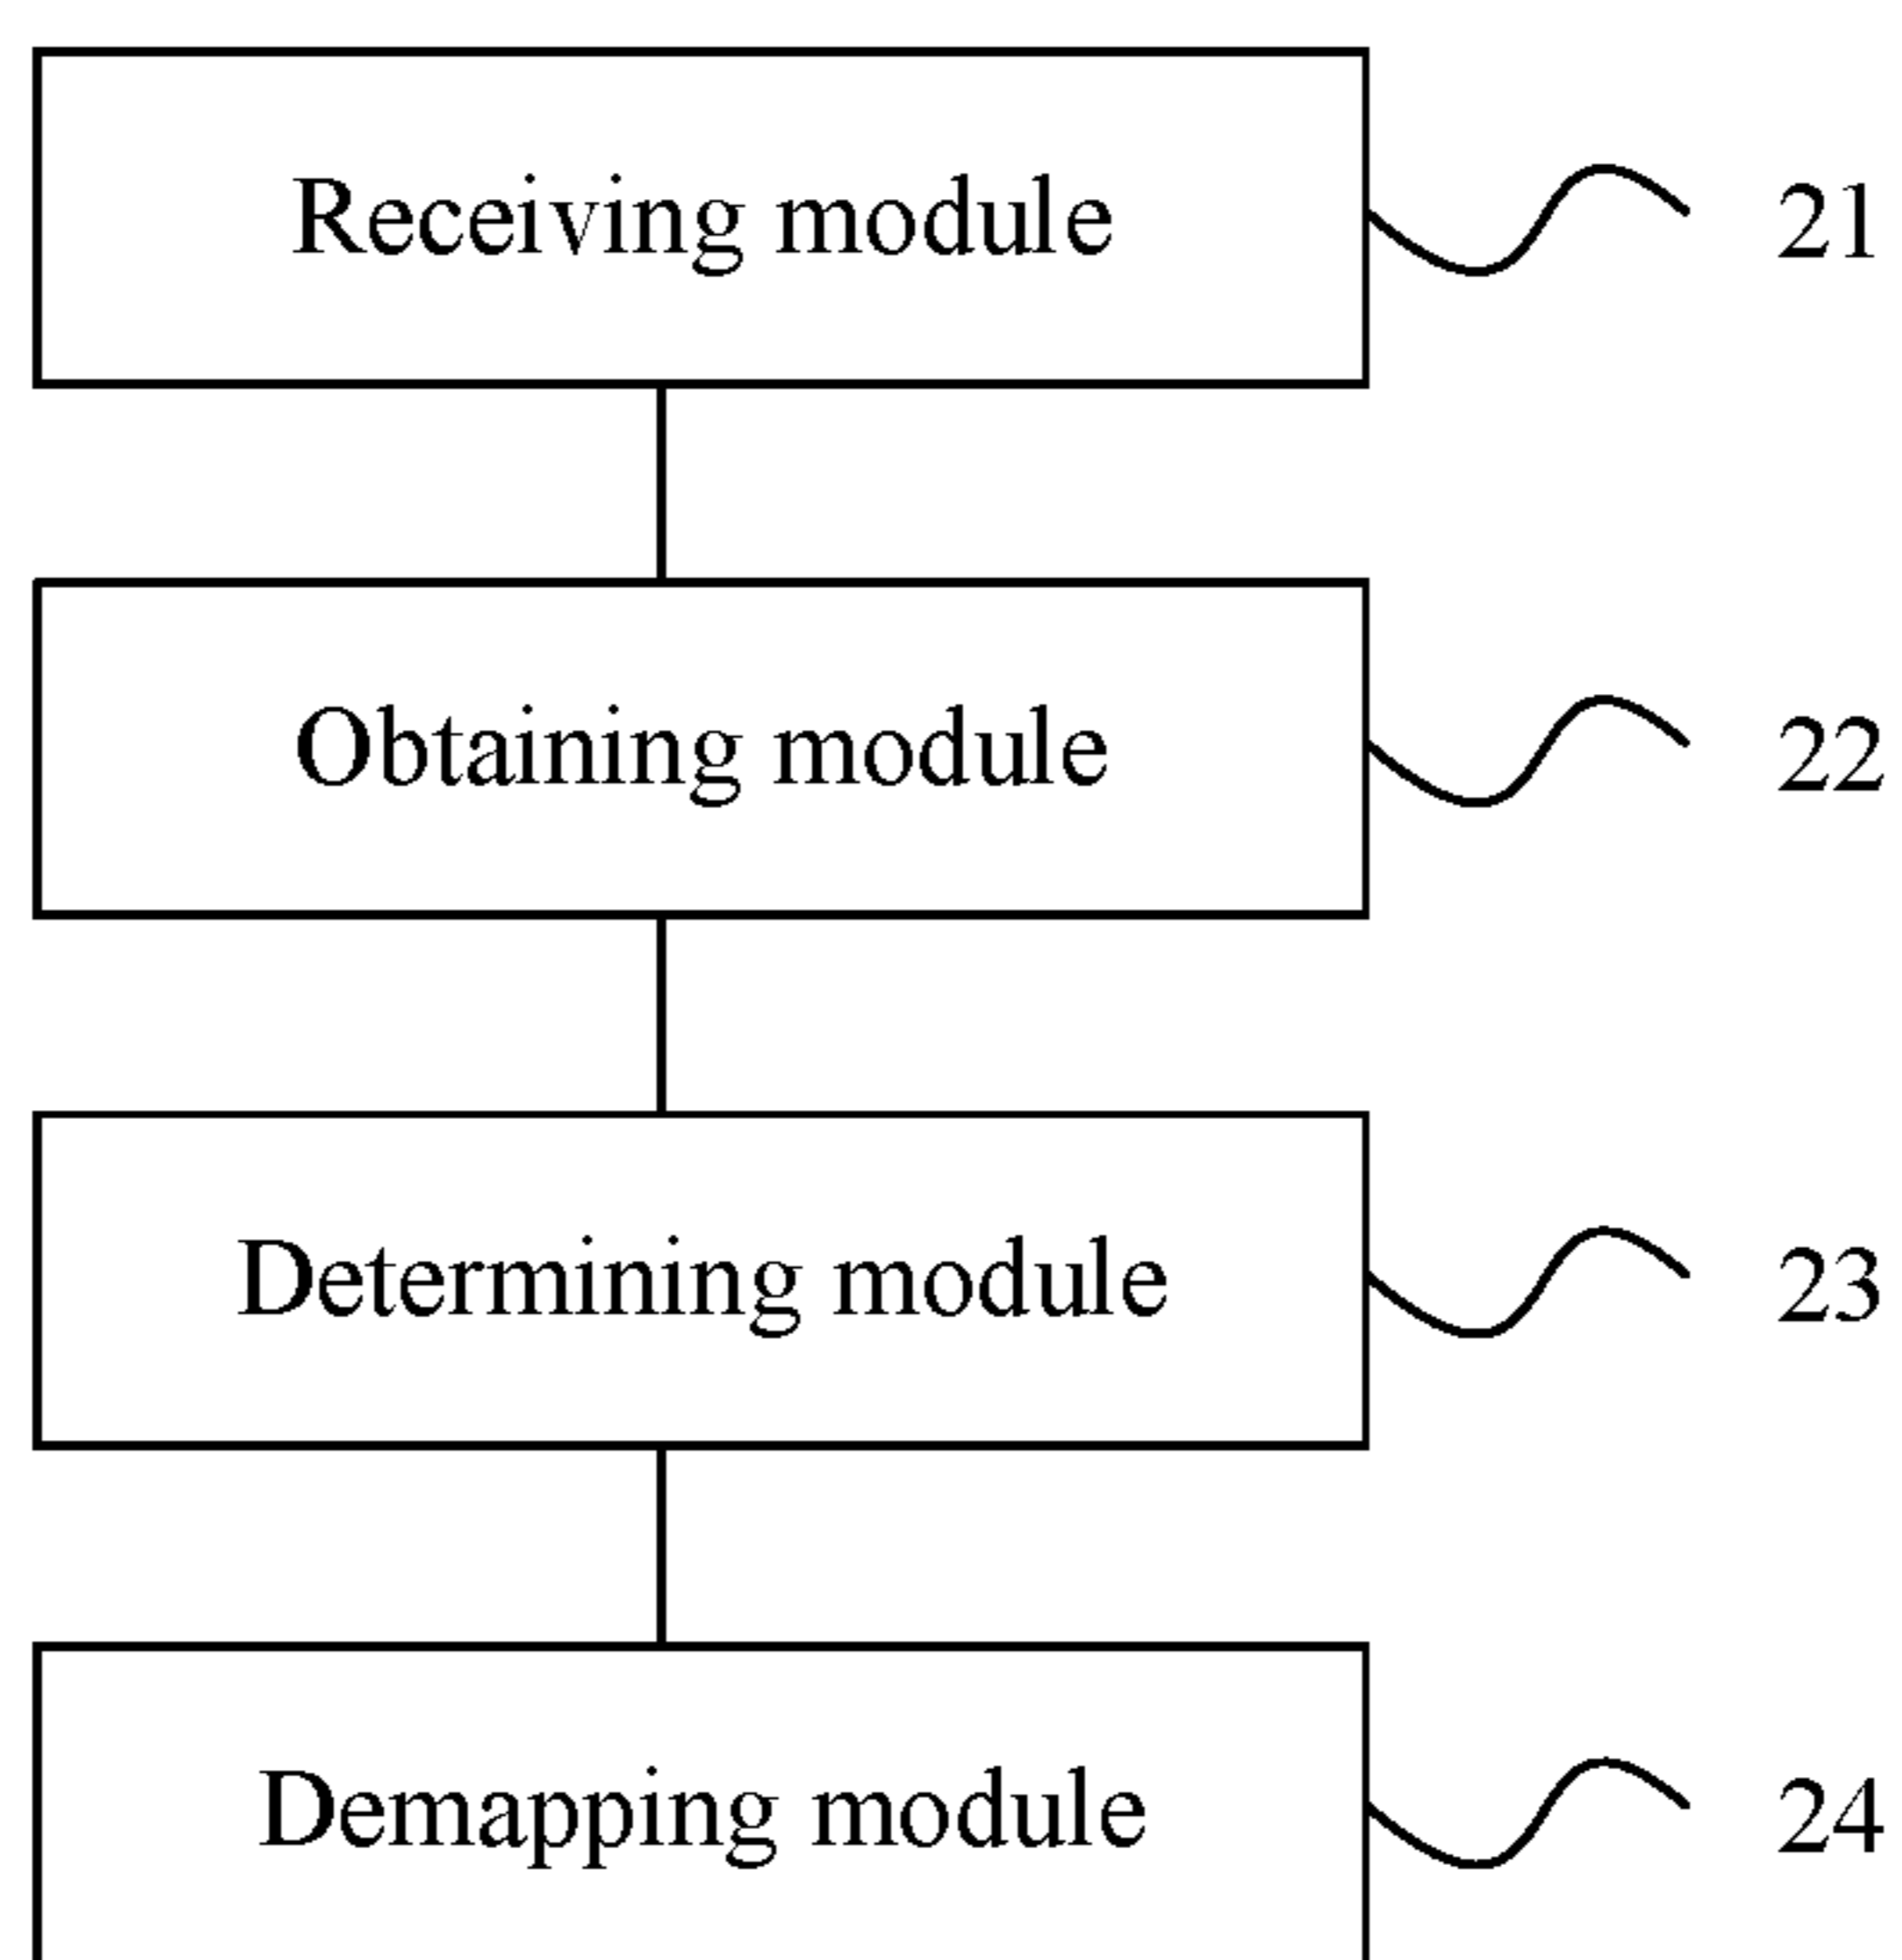 Receiving module 21
Obtaining module 22
Determining module 23
Demapping module 24